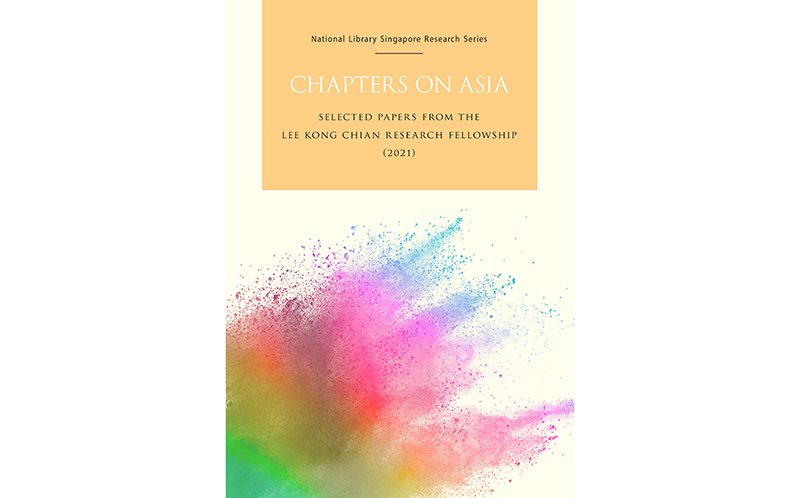 National Library Singapore Research Series
CHAPTERS ON ASIA
SELECTED PAPERS FROM THE
LEE KONG CHIAN RESEARCH FELLOWSHIP
(2021)